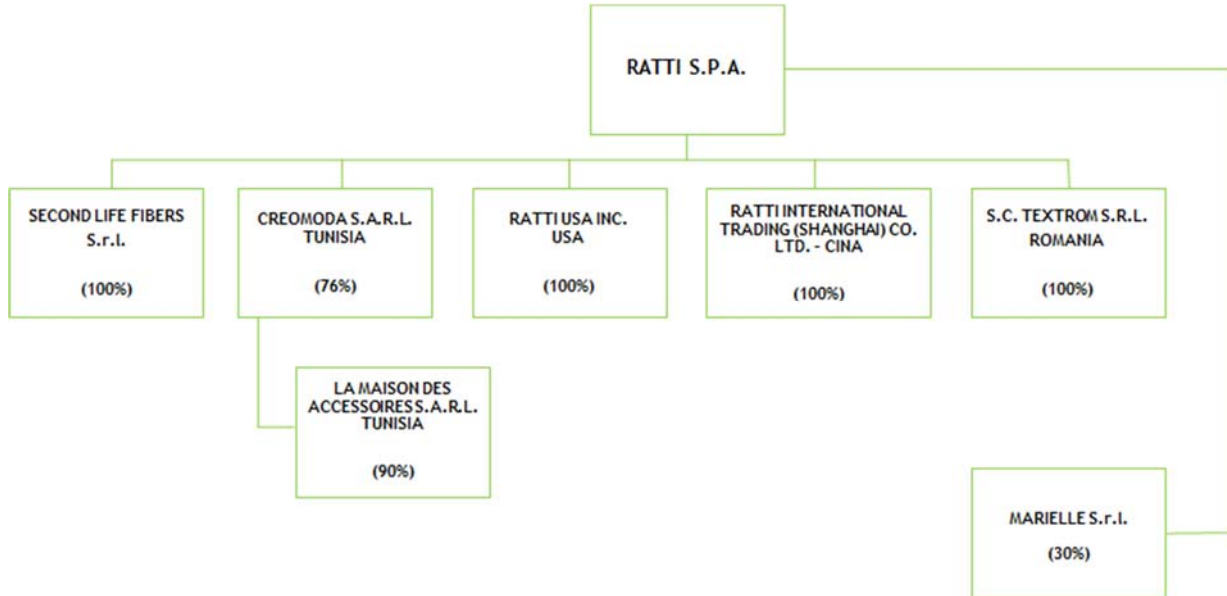 RATTI S.P.A.
SECOND LIFE FIBERS
S.r.l.
(100%)
CREOMODA S.A.R.L.
TUNISIA
(76%)
RATTI USA INC.
USA
(100%)
RATTI INTERNATIONAL
TRADING (SHANGHAI) CO.
LTD. - CINA
(100%)
S.C. TEXTROM S.R.L.
ROMANIA
(100%)
LA MAISON DES
ACCESSOIRES S.A.R.L.
TUNISIA
(90%)
MARIELLE S.r.l.
(30%)